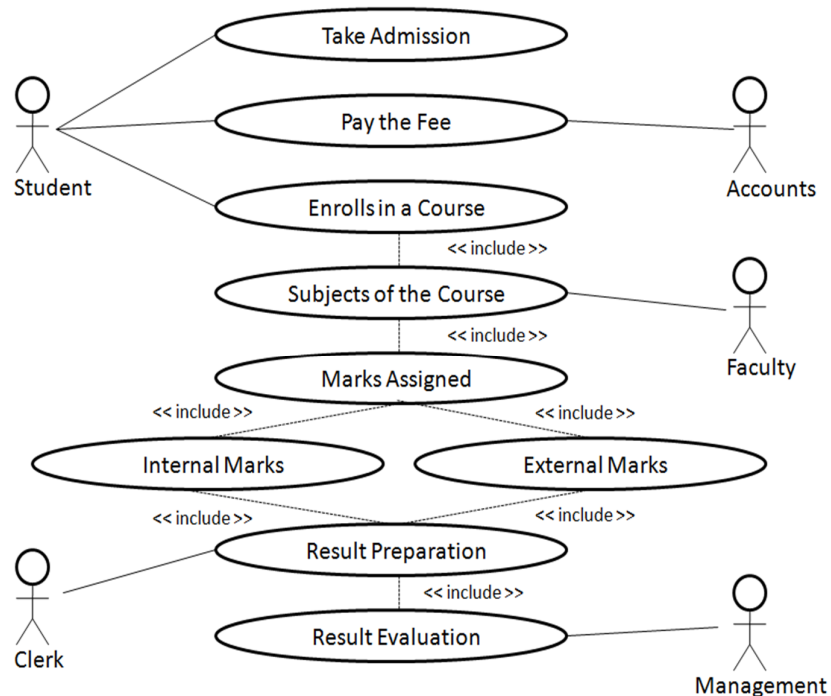 Take Admission
Pay the Fee
Student
Accounts
Enrolls in a Course
<< include >>
Subjects of the Course
<< include >>
Faculty
Marks Assigned
<< include >>
<< include >>
Internal Marks
External Marks
<< include >>
<< include >>
Result Preparation
<< include >>
Result Evaluation
Clerk
Management